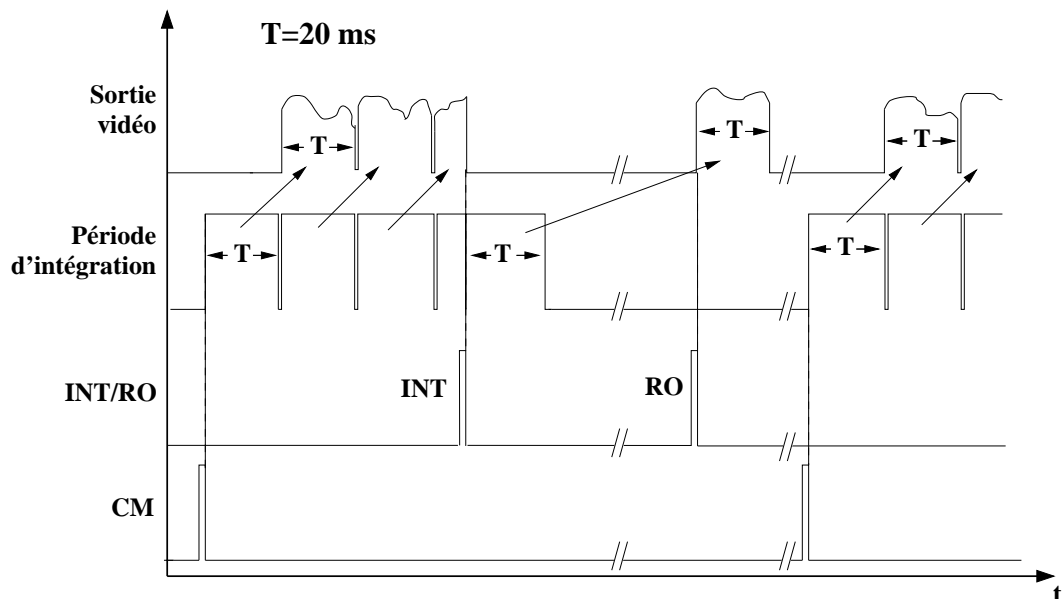 T=20 ms
Sortie
vidéo
T
T
T
Période
d'intégration
T
T
T
INT/RO
INT
RO
CM
t